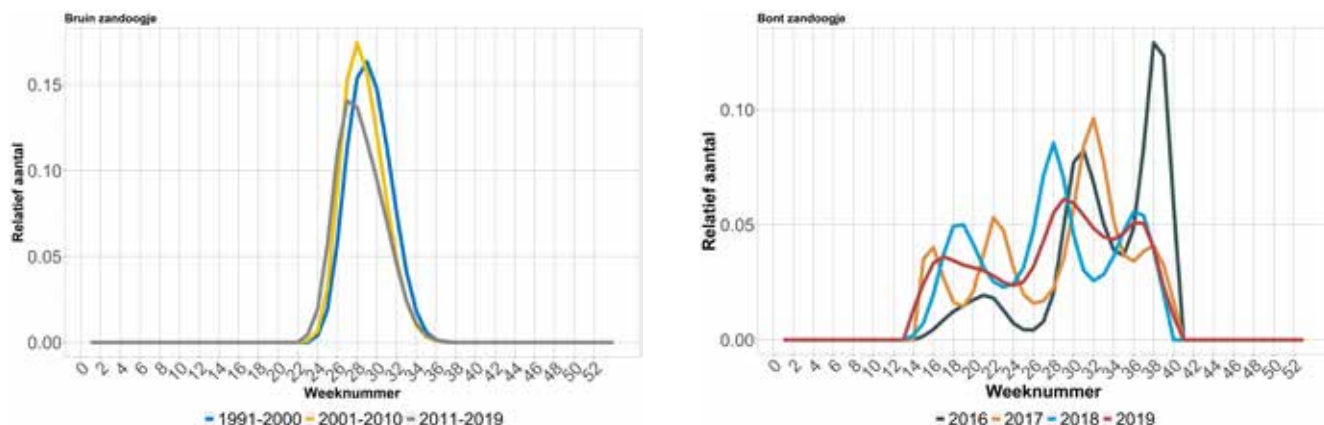 Bruin zandoogje
Relatief aantal
0.15
0.10
0.05
0.00
0 2 4 6 8 10 12 14 16 18 20 22 24 26 28 30 32 34 36 38 40 42 44 46 48 50 52
Weeknummer
1991-2000 2001-2010 2011-2019
Bont zandoogje
Relatief aantal
0.10
0.05
0.00
0 2 4 6 8 10 12 14 16 18 20 22 24 26 28 30 32 34 36 38 40 42 44 46 48 50 52
Weeknummer
2016 2017 2018 2019